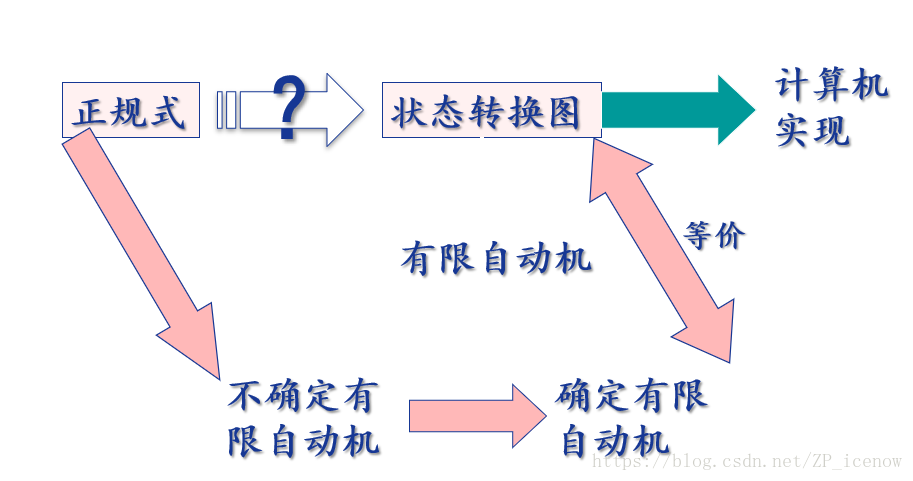 正规式
?
状态转换图
计算机
实现
等价
有限自动机
不确定有
限自动机
确定有限
自动机
https://blog.csdn.net/ZP_icenow